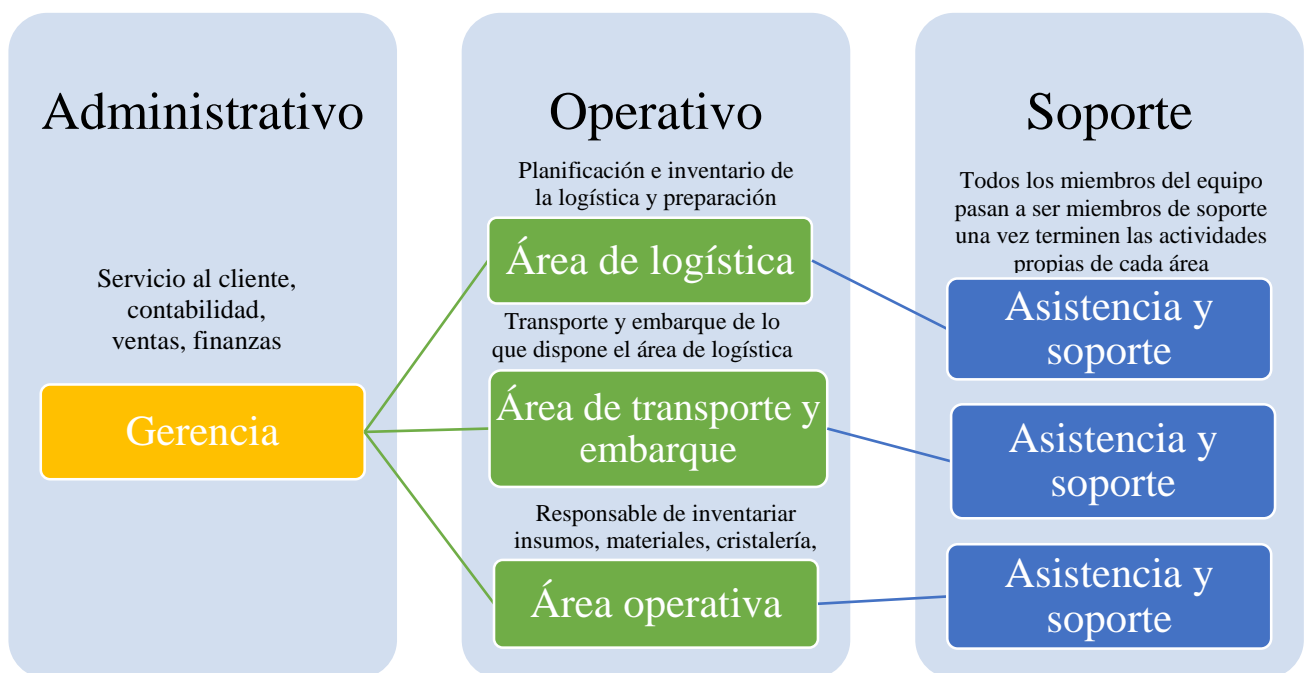 Administrativo
Servicio al cliente,
contabilidad,
ventas, finanzas
Gerencia
Operativo
Planificación e inventario de
la logística y preparación
Área de logística
Transporte y embarque de lo
que dispone el área de logística
Área de transporte y
embarque
Responsable de inventariar
insumos, materiales, cristalería,
Área operativa
Soporte
Todos los miembros del equipo
pasan a ser miembros de soporte
una vez terminen las actividades
propias de cada área
Asistencia y
soporte
Asistencia y
soporte
Asistencia y
soporte